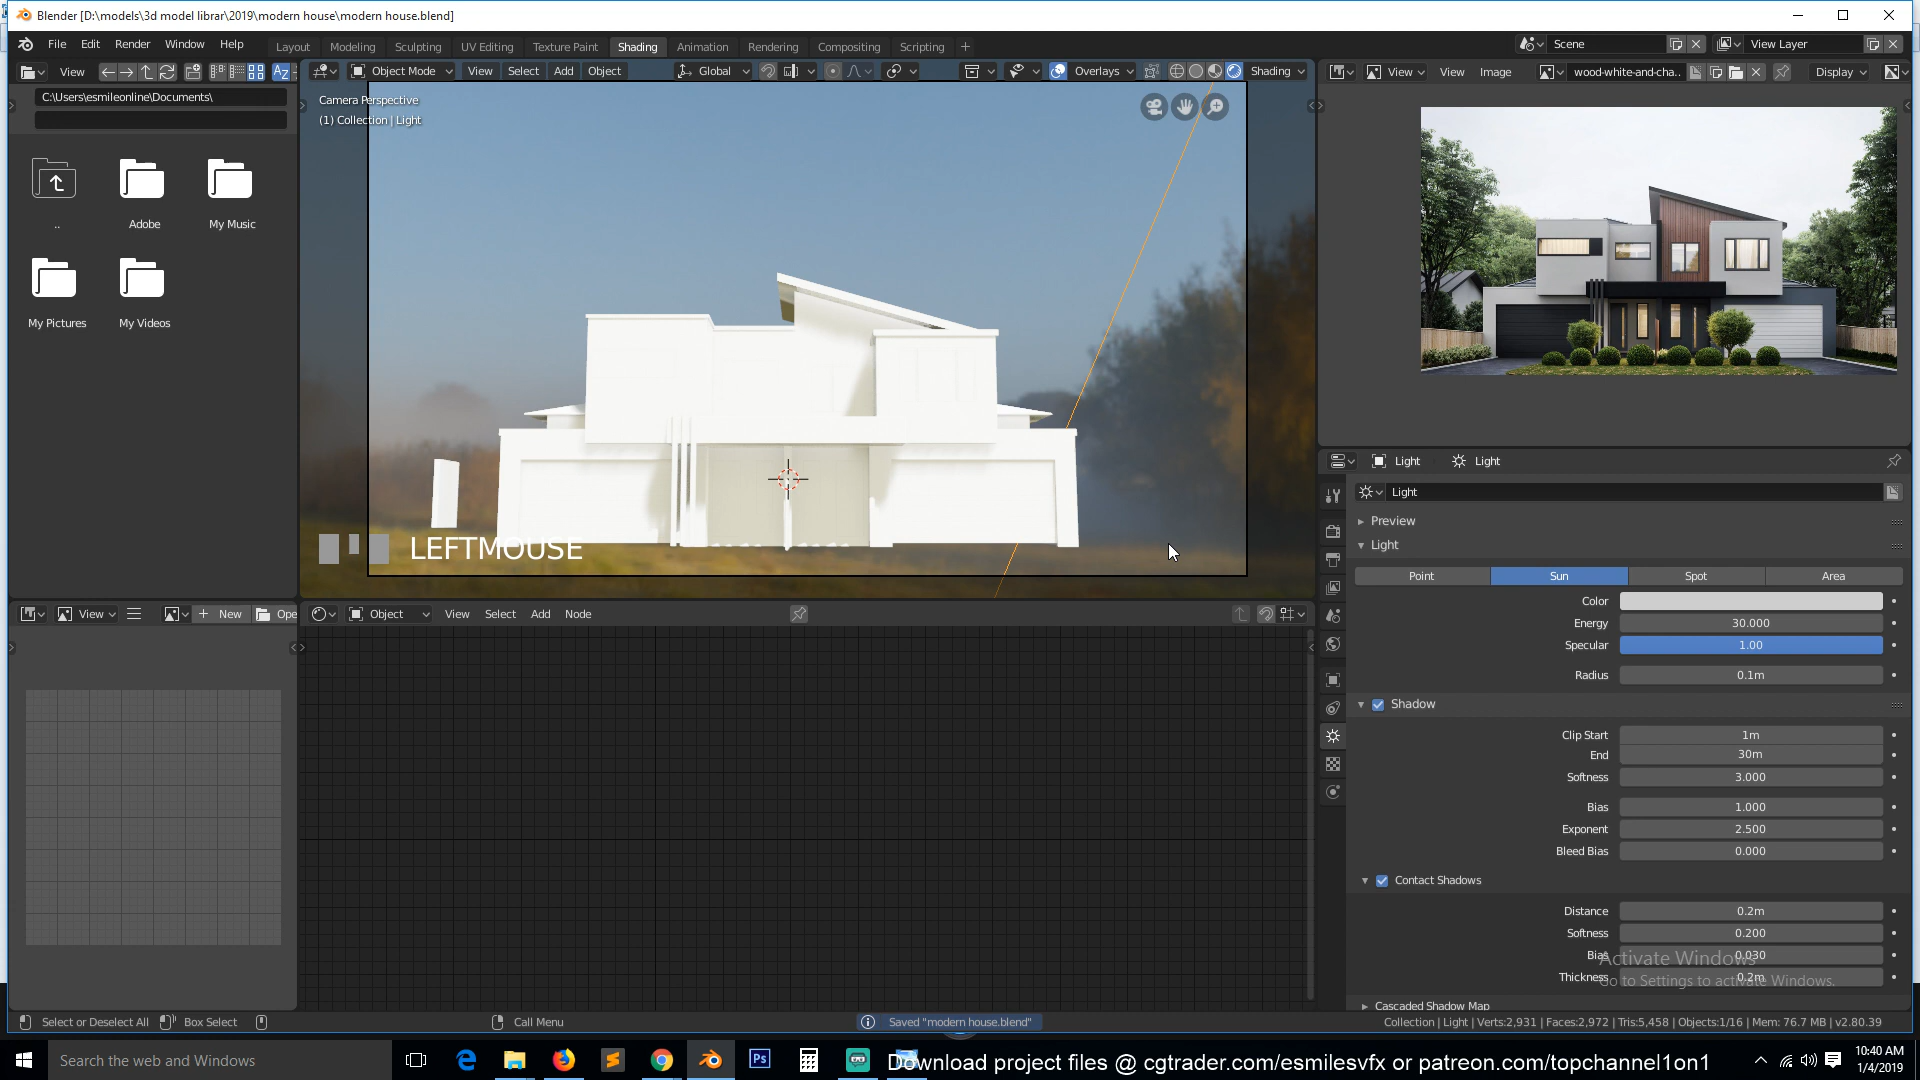 Blender [D:\models\3d model librar\2019\modern house\modern house.blend]
File Edit Render Window Help Layout Modeling Sculpting UV Editing Texture Paint Shading Animation Rendering Compositing Scripting + Scene View Layer
View Object Mode View Select Add Object Global Overlays Shading View View Image wood-white-and-cha.. Display
C:\Users\esmileonline\Documents\
Camera Perspective
(1) Collection | Light
.. Adobe My Music
My Pictures My Videos
LEFTMOUSE
Light Light
Light
Preview
Light
Point Sun Spot Area
Color
Energy 30.000
Specular 1.00
Radius 0.1m
Shadow
Clip Start 1m
End 30m
Softness 3.000
Bias 1.000
Exponent 2.500
Bleed Bias 0.000
Contact Shadows
Distance 0.2m
Softness 0.200
Bias 0.030
Thickness 0.2m
Cascaded Shadow Map
Activate Windows
Go to Settings to activate Windows.
View + New Ope
Object View Select Add Node
Select or Deselect All Box Select Call Menu Saved "modern house.blend" Collection | Light | Verts:2,931 | Faces:2,972 | Tris:5,458 | Objects:1/16 | Mem: 76.7 MB | v2.80.39
Search the web and Windows
Ps
Download project files @ cgtrader.com/esmilesvfx or patreon.com/topchannel1on1
10:40 AM
1/4/2019